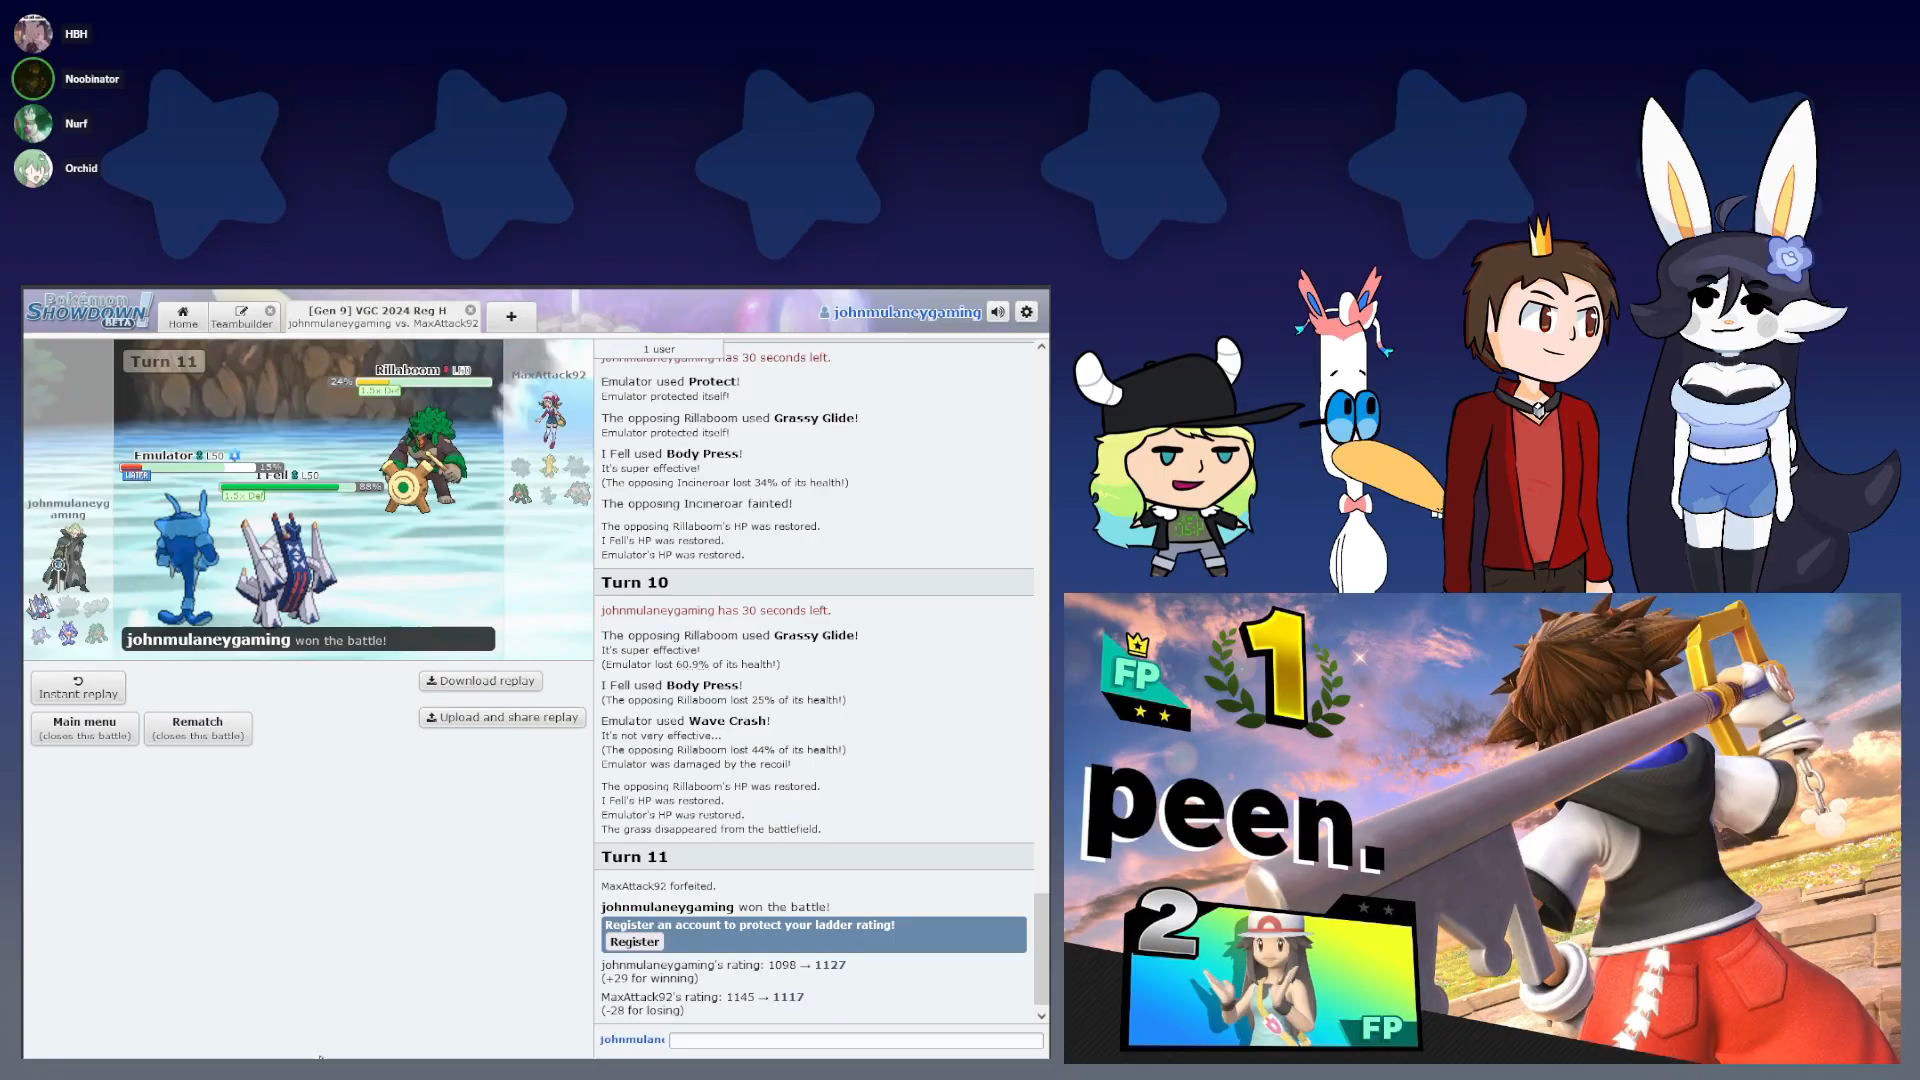 HBH
Noobinator
Nurf
Orchid
Pokémon
SHOWDOWN!
BETA
Home
Teambuilder
[Gen 9] VGC 2024 Reg H
johnmulaneygaming vs. MaxAttack92
+
johnmulaneygaming
Turn 11
Rillaboom L50
24%
1.5x Def
MaxAttack92
Emulator L50
15%
WATER
I Fell L50
88%
1.5x Def
johnmulaneyg
aming
johnmulaneygaming won the battle!
Instant replay
Download replay
Upload and share replay
Main menu
(closes this battle)
Rematch
(closes this battle)
1 user
johnmulaneygaming has 30 seconds left.
Emulator used Protect!
Emulator protected itself!
The opposing Rillaboom used Grassy Glide!
Emulator protected itself!
I Fell used Body Press!
It's super effective!
(The opposing Incineroar lost 34% of its health!)
The opposing Incineroar fainted!
The opposing Rillaboom's HP was restored.
I Fell's HP was restored.
Emulator's HP was restored.
Turn 10
johnmulaneygaming has 30 seconds left.
The opposing Rillaboom used Grassy Glide!
It's super effective!
(Emulator lost 60.9% of its health!)
I Fell used Body Press!
(The opposing Rillaboom lost 25% of its health!)
Emulator used Wave Crash!
It's not very effective...
(The opposing Rillaboom lost 44% of its health!)
Emulator was damaged by the recoil!
The opposing Rillaboom's HP was restored.
I Fell's HP was restored.
Emulator's HP was restored.
The grass disappeared from the battlefield.
Turn 11
MaxAttack92 forfeited.
johnmulaneygaming won the battle!
Register an account to protect your ladder rating!
Register
johnmulaneygaming's rating: 1098 → 1127
(+29 for winning)
MaxAttack92's rating: 1145 → 1117
(-28 for losing)
johnmulane
FP
1
peen.
2
FP